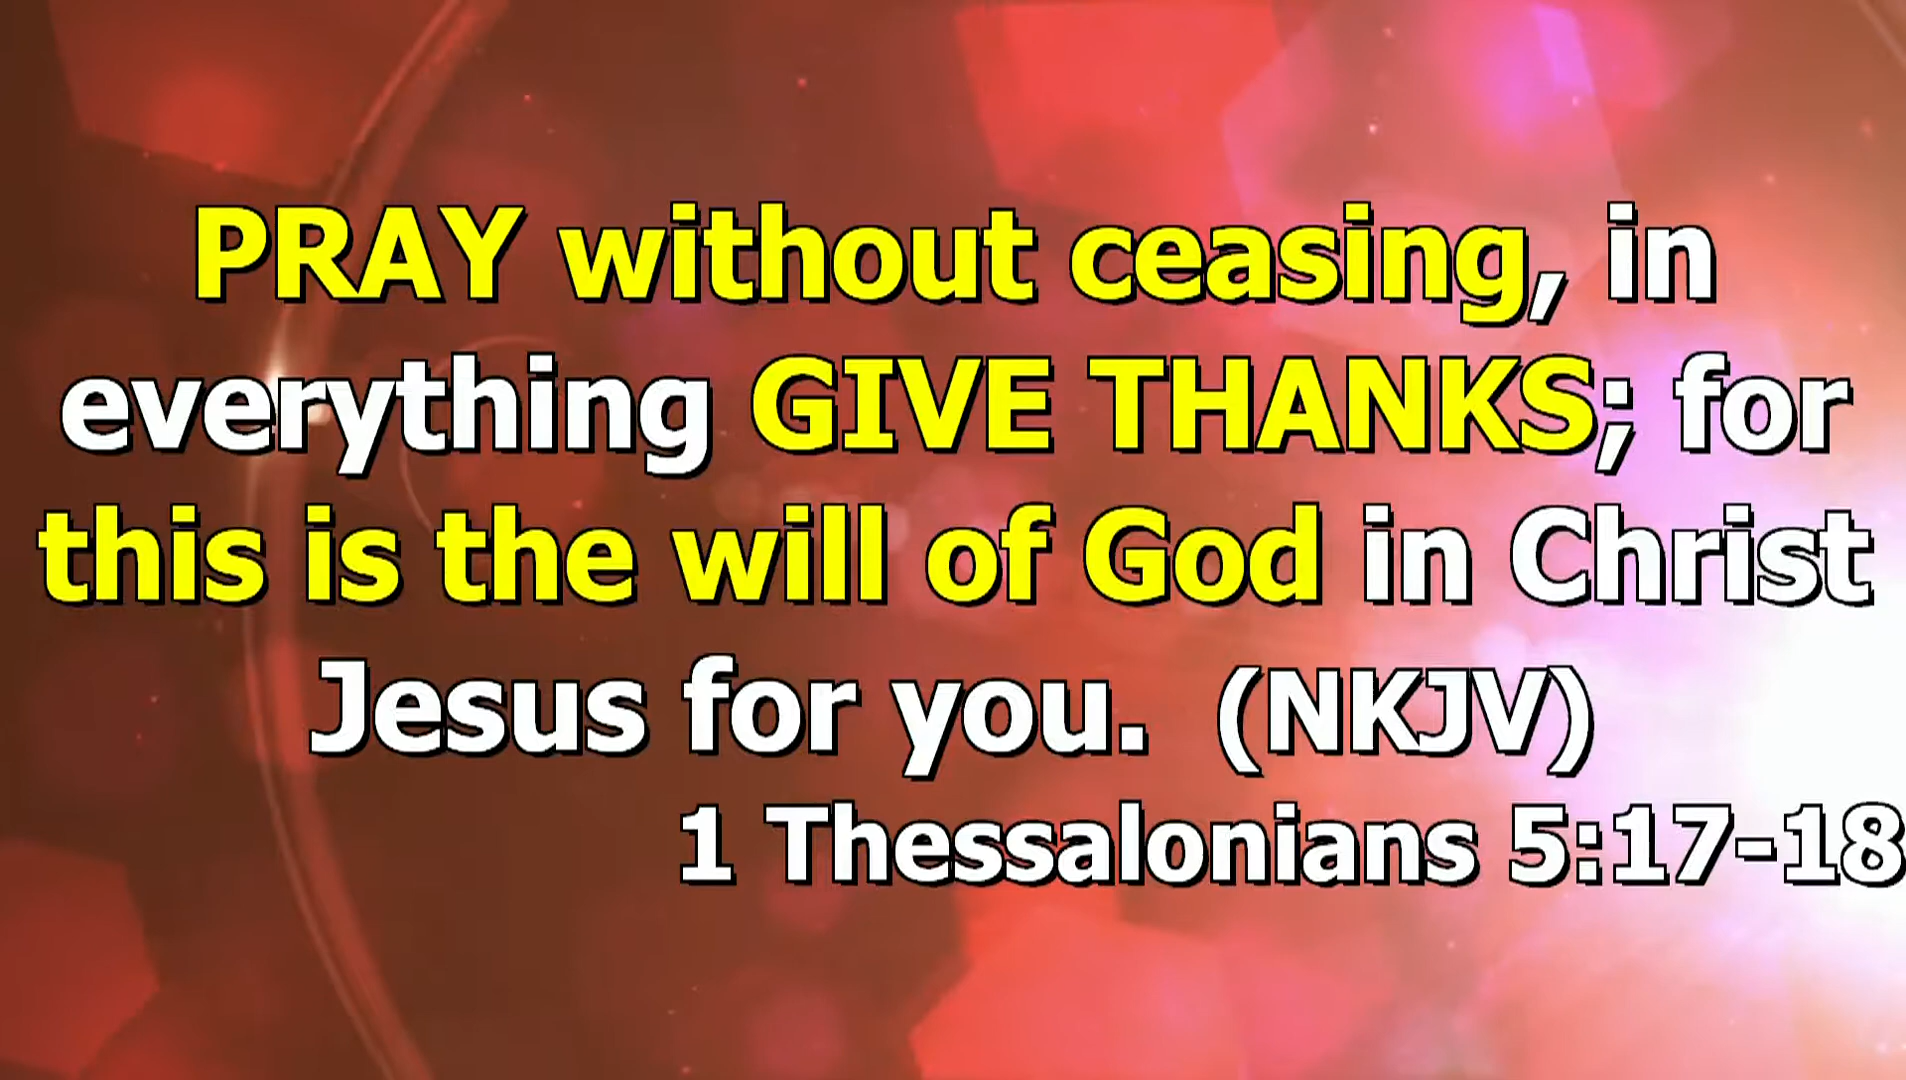 PRAY without ceasing, in
everything GIVE THANKS; for
this is the will of God in Christ
Jesus for you. (NKJV)
1 Thessalonians 5:17-18